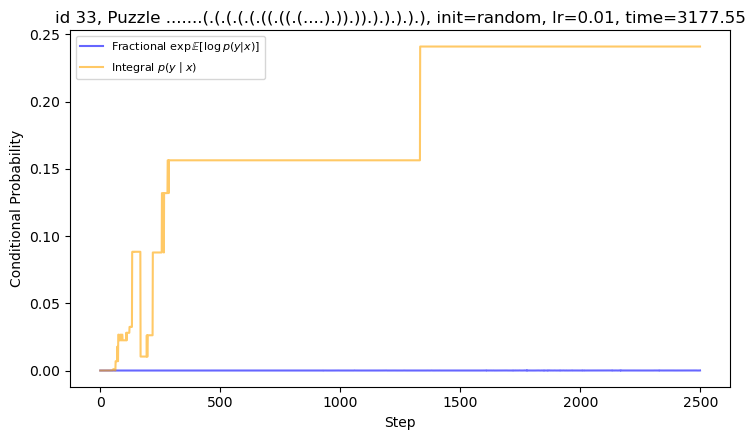 id 33, Puzzle .......(.(.(.(.(.((.((.(....).)).)).).).).).), init=random, lr=0.01, time=3177.55
Fractional exp𝔼[log p(y|x)]
Integral p(y | x)
Conditional Probability
0.25
0.20
0.15
0.10
0.05
0.00
0
500
1000
1500
2000
2500
Step